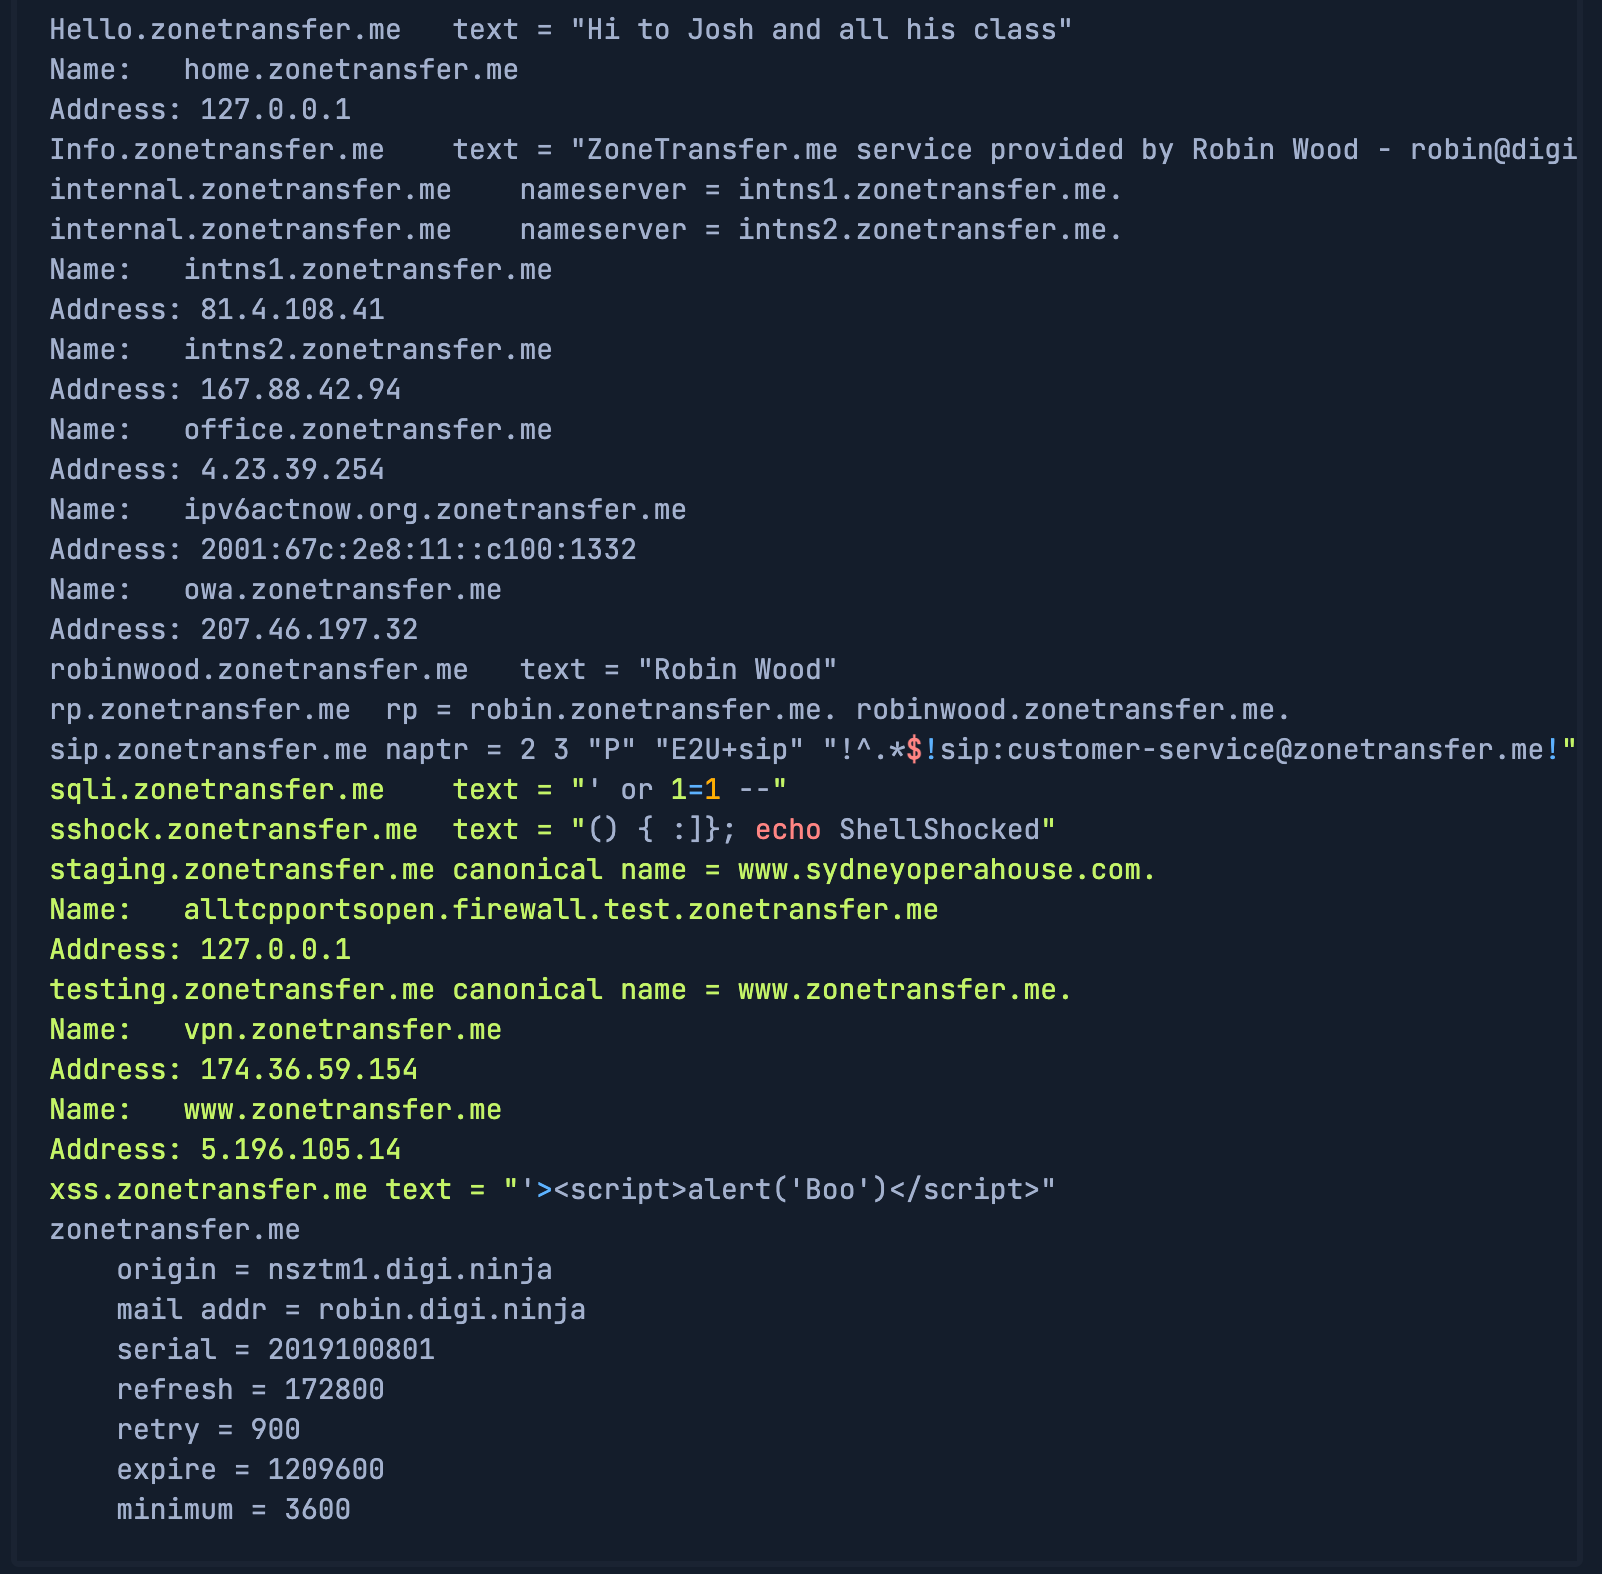 Hello.zonetransfer.me   text = "Hi to Josh and all his class"
Name:   home.zonetransfer.me
Address: 127.0.0.1
Info.zonetransfer.me    text = "ZoneTransfer.me service provided by Robin Wood - robin@digi
internal.zonetransfer.me    nameserver = intns1.zonetransfer.me.
internal.zonetransfer.me    nameserver = intns2.zonetransfer.me.
Name:   intns1.zonetransfer.me
Address: 81.4.108.41
Name:   intns2.zonetransfer.me
Address: 167.88.42.94
Name:   office.zonetransfer.me
Address: 4.23.39.254
Name:   ipv6actnow.org.zonetransfer.me
Address: 2001:67c:2e8:11::c100:1332
Name:   owa.zonetransfer.me
Address: 207.46.197.32
robinwood.zonetransfer.me   text = "Robin Wood"
rp.zonetransfer.me  rp = robin.zonetransfer.me. robinwood.zonetransfer.me.
sip.zonetransfer.me naptr = 2 3 "P" "E2U+sip" "!^.*$!sip:customer-service@zonetransfer.me!"
sqli.zonetransfer.me    text = "' or 1=1 --"
sshock.zonetransfer.me  text = "() { :]}; echo ShellShocked"
staging.zonetransfer.me canonical name = www.sydneyoperahouse.com.
Name:   alltcpportsopen.firewall.test.zonetransfer.me
Address: 127.0.0.1
testing.zonetransfer.me canonical name = www.zonetransfer.me.
Name:   vpn.zonetransfer.me
Address: 174.36.59.154
Name:   www.zonetransfer.me
Address: 5.196.105.14
xss.zonetransfer.me text = "'><script>alert('Boo')</script>"
zonetransfer.me
    origin = nsztm1.digi.ninja
    mail addr = robin.digi.ninja
    serial = 2019100801
    refresh = 172800
    retry = 900
    expire = 1209600
    minimum = 3600